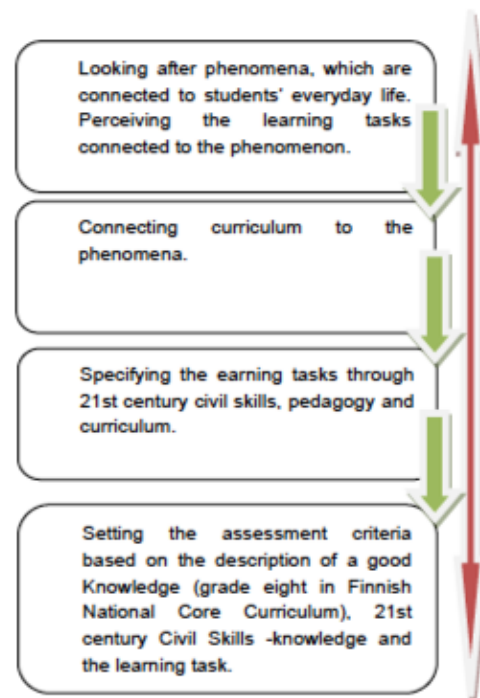 Looking after phenomena, which are
connected to students' everyday life.
Perceiving the learning tasks
connected to the phenomenon.
Connecting curriculum to the
phenomena.
Specifying the earning tasks through
21st century civil skills, pedagogy and
curriculum.
Setting the assessment criteria
based on the description of a good
Knowledge (grade eight in Finnish
National Core Curriculum), 21st
century Civil Skills -knowledge and
the learning task.